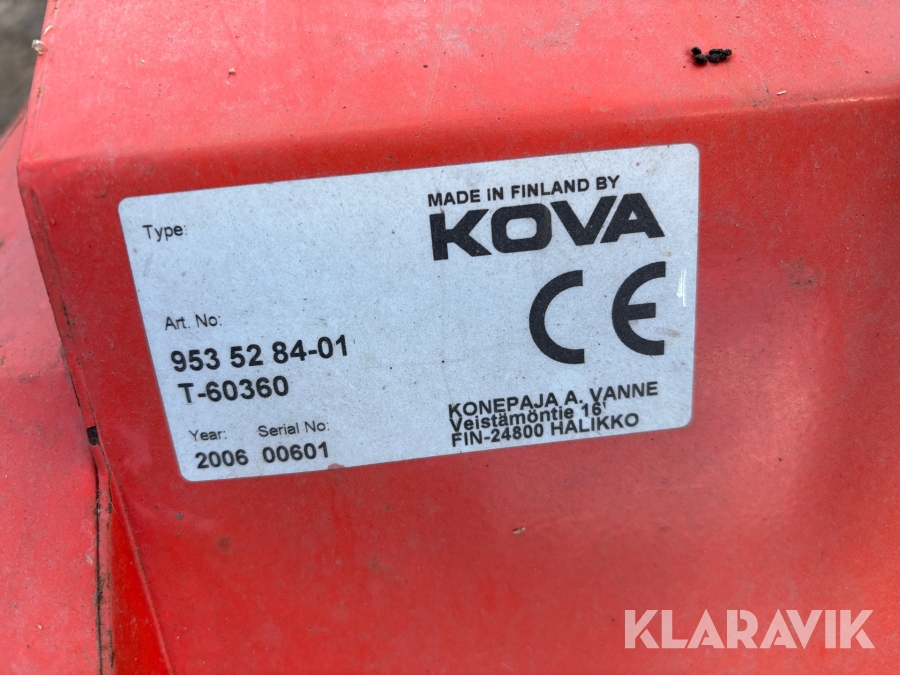 MADE IN FINLAND BY
KOVA
Type:
CE
Art. No:
953 52 84-01
T-60360
Year: Serial No:
2006 00601
KONEPAJA A. VANNE
Veistämöntie 16'
FIN-24800 HALIKKO
KLARAVIK